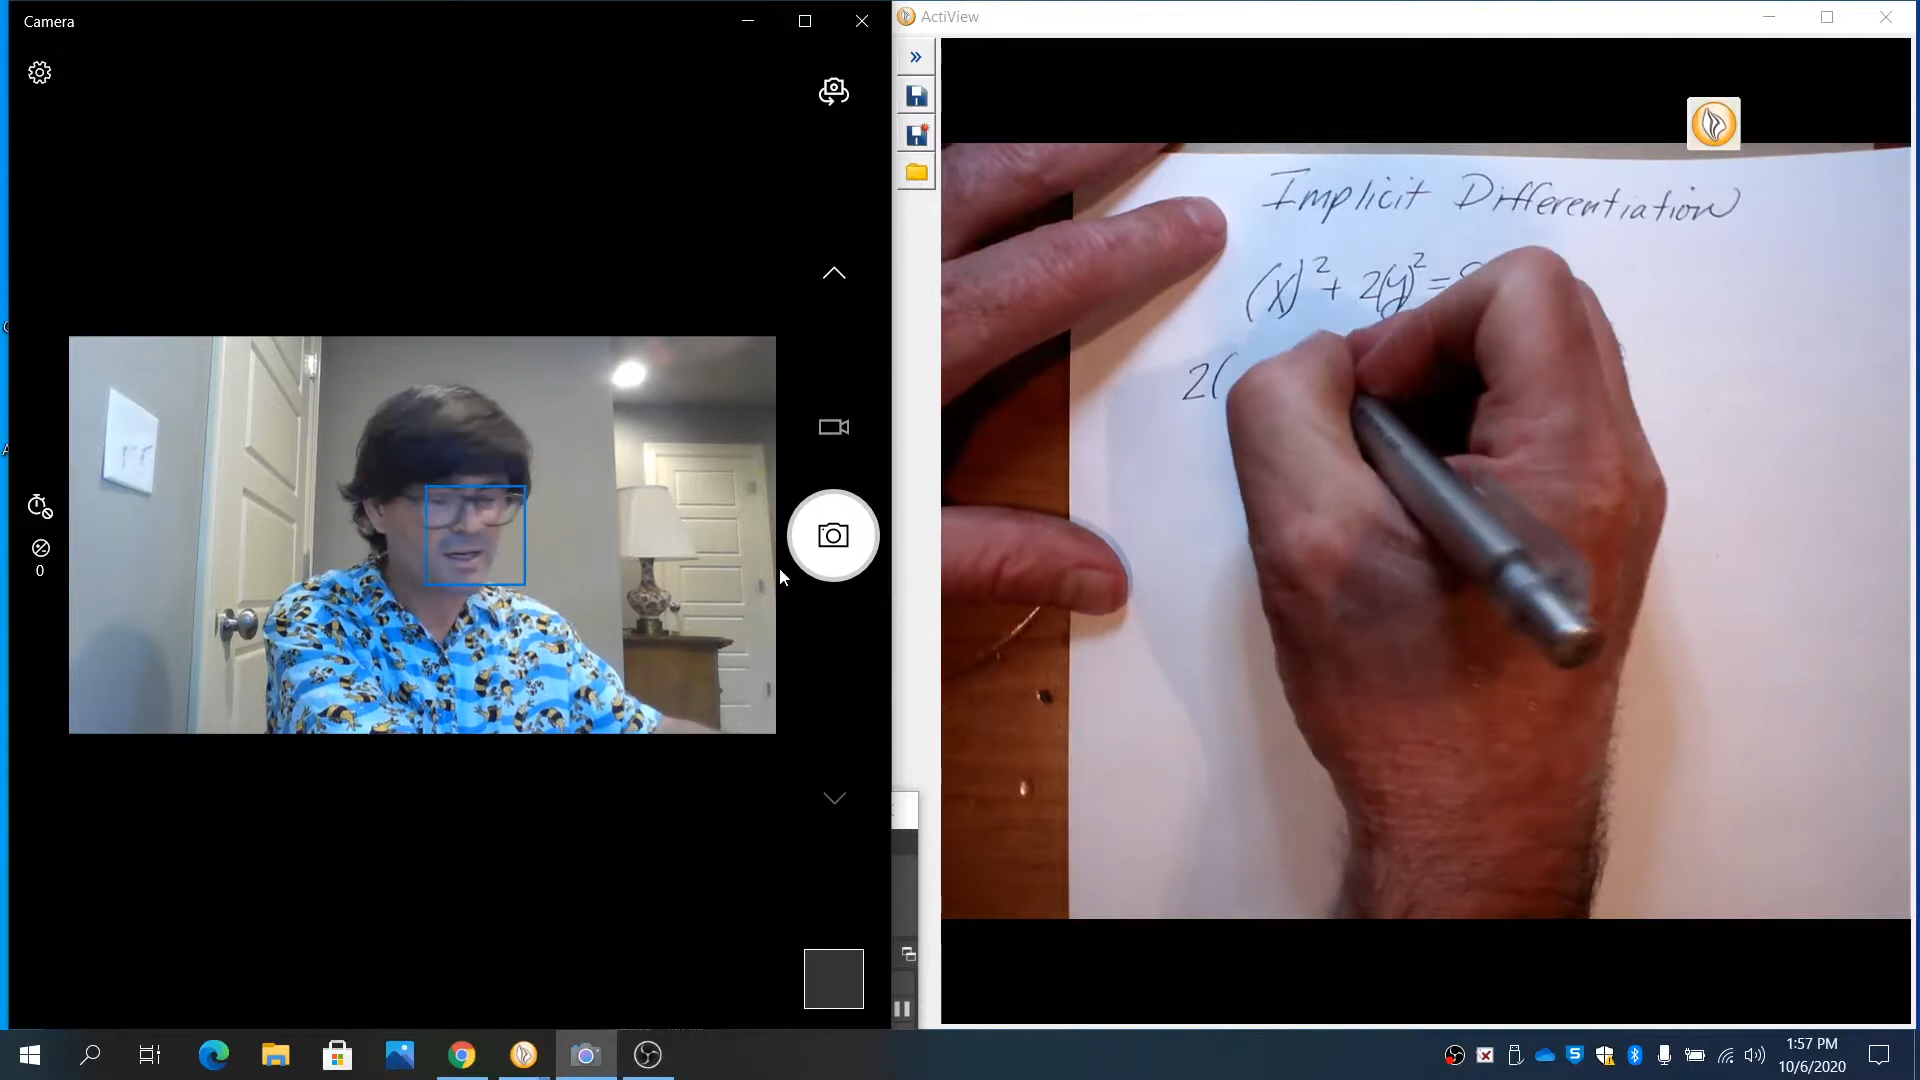 Camera
ActiView
Implicit Differentiation
(x)² + 2(y)² =
2(
0
1:57 PM
10/6/2020